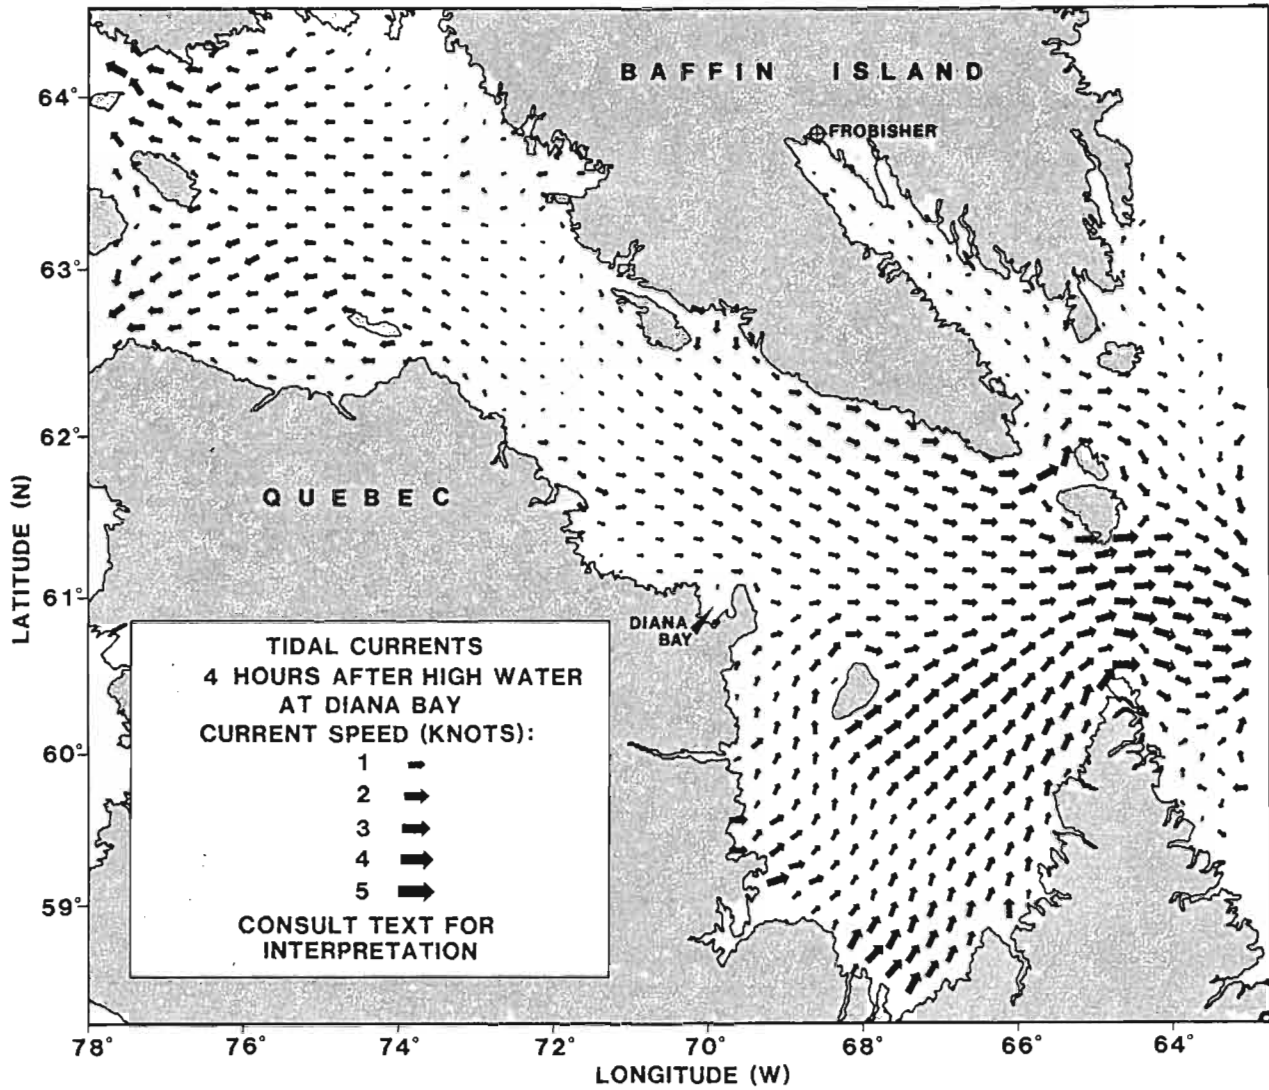 BAFFIN ISLAND
64°
FROBISHER
63°
62°
QUEBEC
61°
DIANA
BAY
60°
59°
LATITUDE (N)
TIDAL CURRENTS
4 HOURS AFTER HIGH WATER
AT DIANA BAY
CURRENT SPEED (KNOTS):
1
2
3
4
5
CONSULT TEXT FOR
INTERPRETATION
78° 76° 74° 72° 70° 68° 66° 64°
LONGITUDE (W)